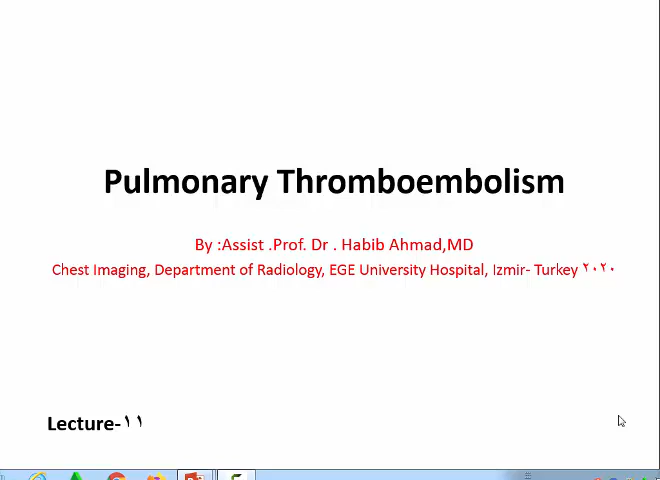 Pulmonary Thromboembolism
By :Assist .Prof. Dr . Habib Ahmad,MD
Chest Imaging, Department of Radiology, EGE University Hospital, Izmir- Turkey ٢٠٢٠
Lecture-١١